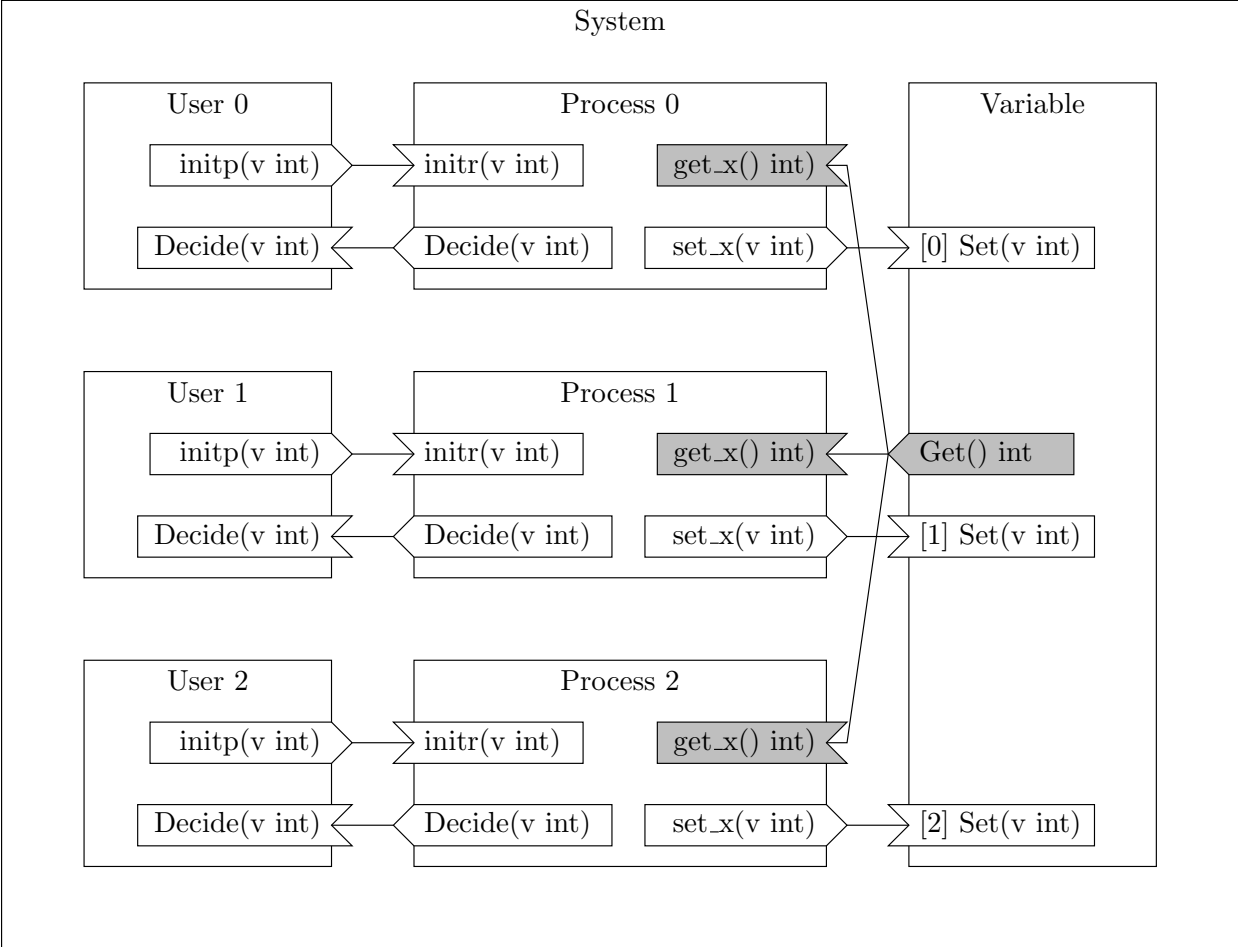 System
User 0
Process 0
Variable
initp(v int)
initr(v int)
get_x() int)
Decide(v int)
Decide(v int)
set_x(v int)
[0] Set(v int)
User 1
Process 1
initp(v int)
initr(v int)
get_x() int)
Get() int
Decide(v int)
Decide(v int)
set_x(v int)
[1] Set(v int)
User 2
Process 2
initp(v int)
initr(v int)
get_x() int)
Decide(v int)
Decide(v int)
set_x(v int)
[2] Set(v int)